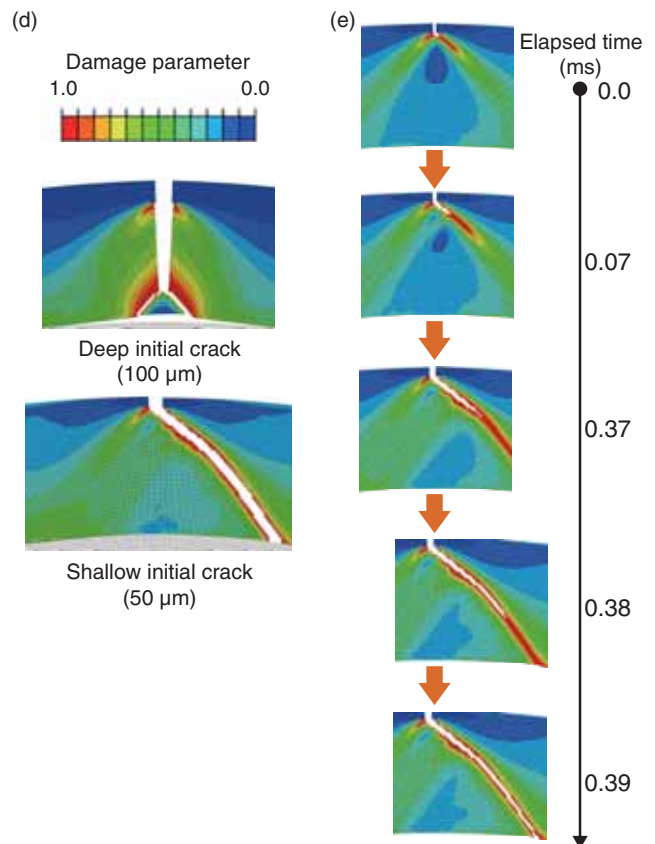 (d)
Damage parameter
1.0 0.0
Deep initial crack
(100 µm)
Shallow initial crack
(50 µm)
(e)
Elapsed time
(ms)
0.0
0.07
0.37
0.38
0.39